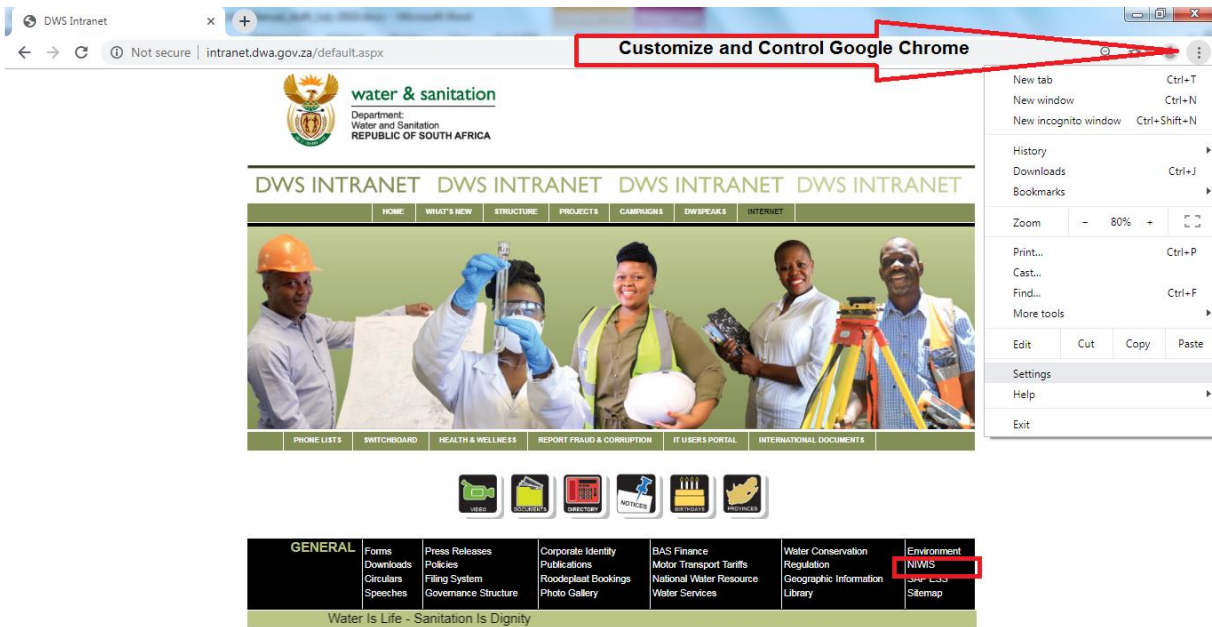 DWS Intranet
Not secure | intranet.dwa.gov.za/default.aspx
Customize and Control Google Chrome
New tab Ctrl+T
New window Ctrl+N
New incognito window Ctrl+Shift+N
History
Downloads Ctrl+J
Bookmarks
Zoom - 80% +
Print... Ctrl+P
Cast...
Find... Ctrl+F
More tools
Edit Cut Copy Paste
Settings
Help
Exit
water & sanitation
Department:
Water and Sanitation
REPUBLIC OF SOUTH AFRICA
DWS INTRANET DWS INTRANET DWS INTRANET DWS INTRANET
HOME WHAT'S NEW STRUCTURE PROJECTS CAMPAIGNS DWSPEAKS INTERNET
PHONE LISTS SWITCHBOARD HEALTH & WELLNESS REPORT FRAUD & CORRUPTION IT USERS PORTAL INTERNATIONAL DOCUMENTS
VIDEO DOCUMENTS DIRECTORY NOTICES BIRTHDAYS PROVINCES
GENERAL
Forms Press Releases Corporate Identity BAS Finance Water Conservation Environment
Downloads Policies Publications Motor Transport Tariffs Regulation NIWIS
Circulars Filing System Roodeplaat Bookings National Water Resource Geographic Information SAP ESS
Speeches Governance Structure Photo Gallery Water Services Library Sitemap
Water Is Life - Sanitation Is Dignity